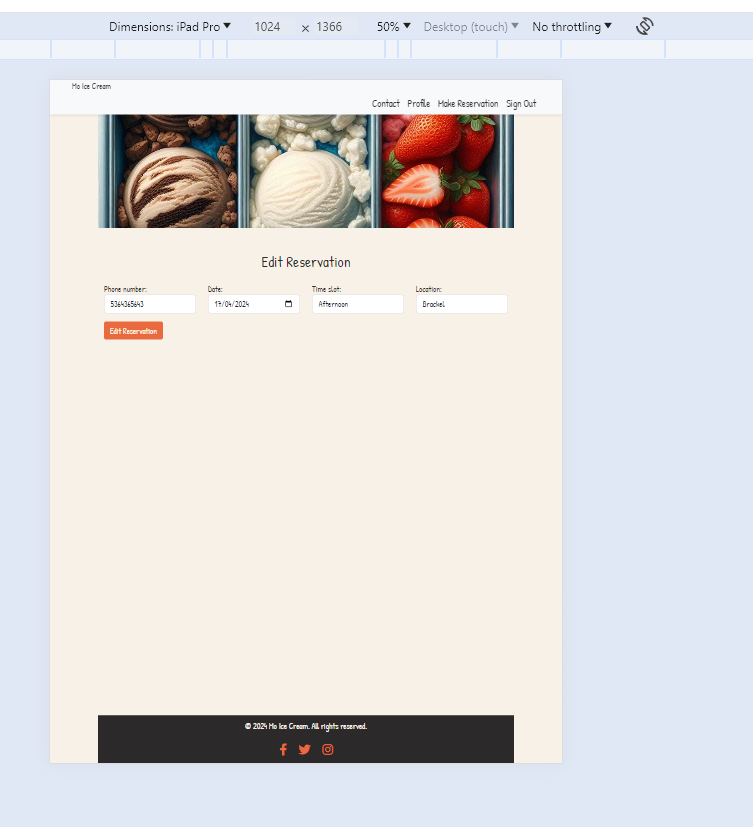 Dimensions: iPad Pro 1024 × 1366 50% Desktop (touch) No throttling
Mo Ice Cream
Contact Profile Make Reservation Sign Out
Edit Reservation
Phone number: Date: Time slot: Location:
5364365643 17/04/2024 Afternoon Brackel
Edit Reservation
© 2024 Mo Ice Cream. All rights reserved.